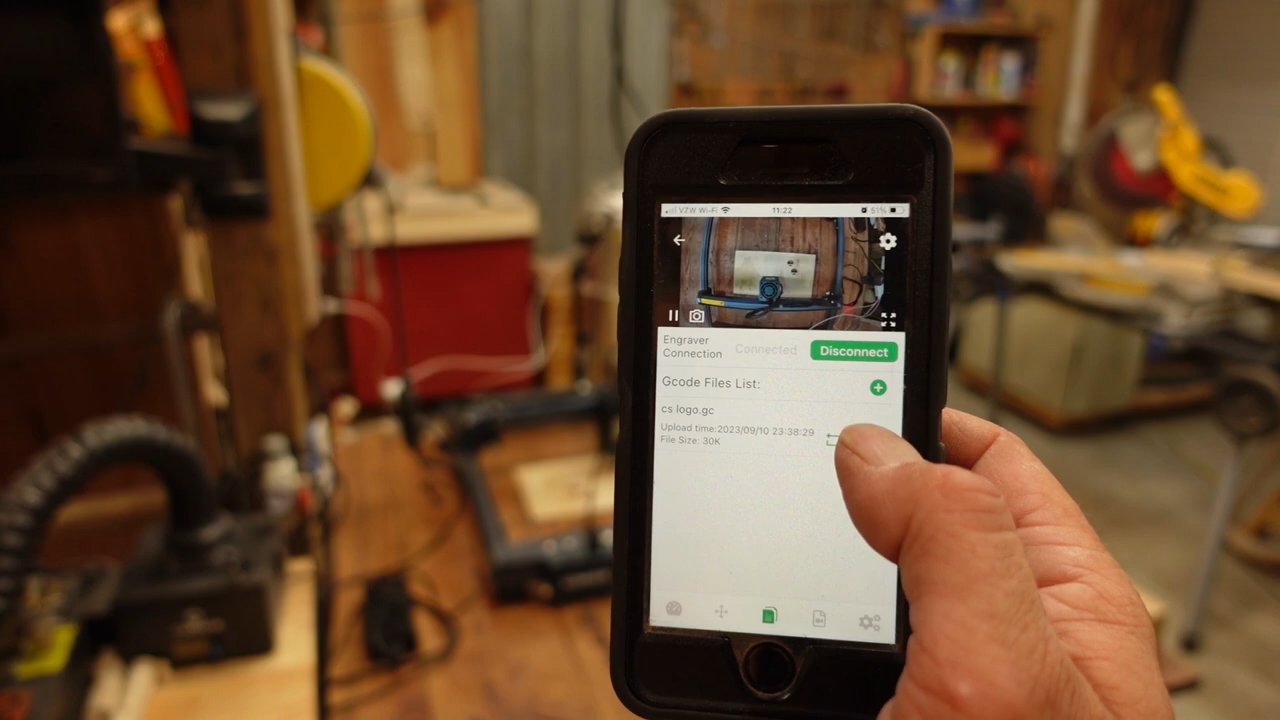 VZW Wi-Fi 11:22 51%
Engraver
Connection Connected Disconnect
Gcode Files List:
cs logo.gc
Upload time:2023/09/10 23:38:29
File Size: 30K